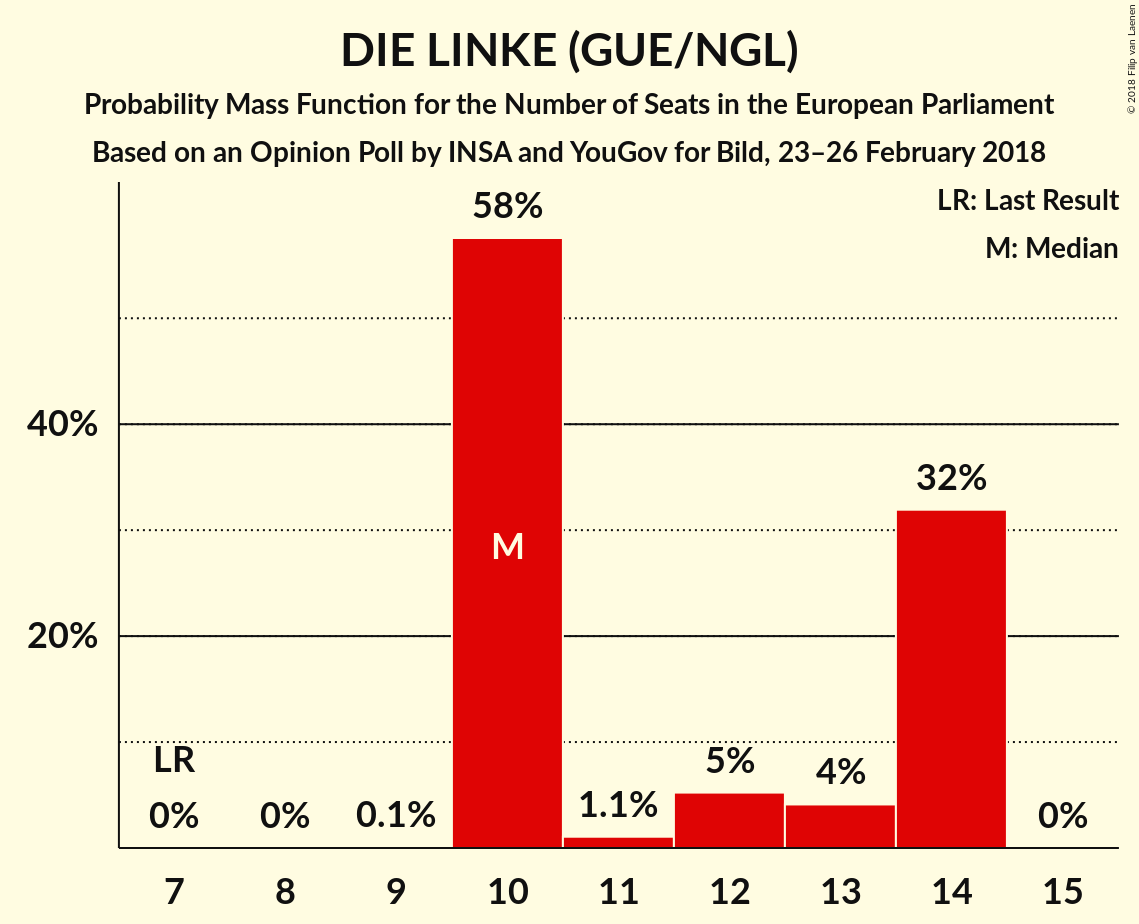 DIE LINKE (GUE/NGL)
Probability Mass Function for the Number of Seats in the European Parliament
Based on an Opinion Poll by INSA and YouGov for Bild, 23–26 February 2018
© 2018 Filip van Laenen
LR: Last Result
M: Median
58%
40%
32%
M
20%
LR
5%
4%
0%
0%
0.1%
1.1%
0%
7 8 9 10 11 12 13 14 15